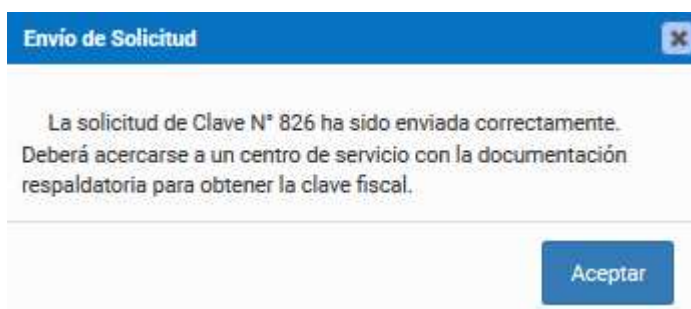 Envío de Solicitud
La solicitud de Clave N° 826 ha sido enviada correctamente.
Deberá acercarse a un centro de servicio con la documentación
respaldatoria para obtener la clave fiscal.
Aceptar